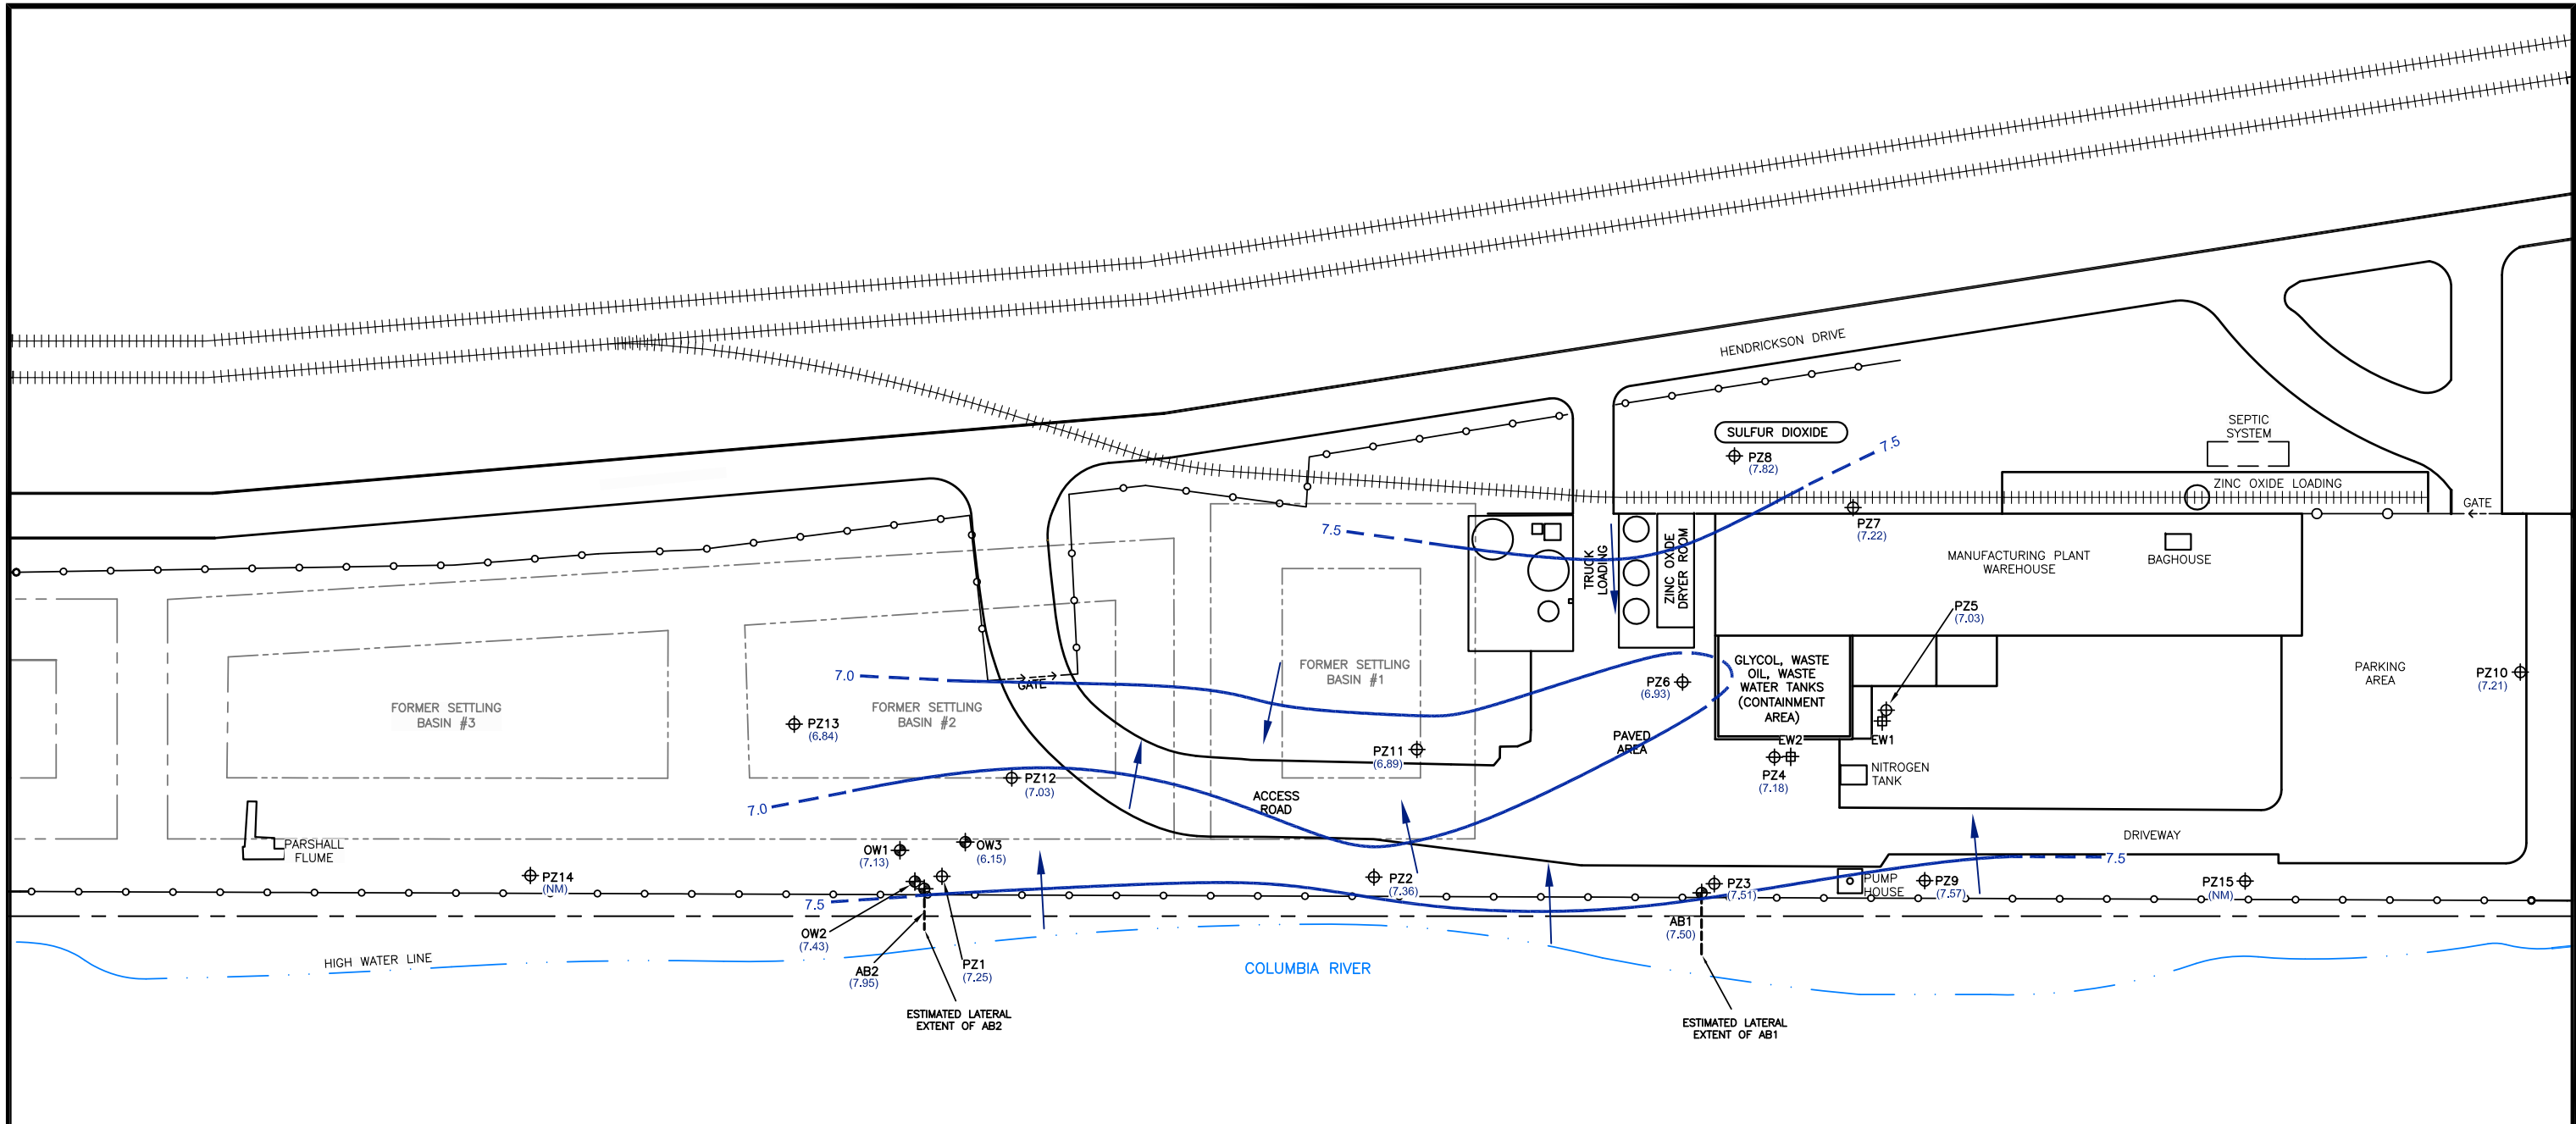 HENDRICKSON DRIVE
SEPTIC
SYSTEM
SULFUR DIOXIDE
7.5
PZ8
(7.82)
ZINC OXIDE LOADING
GATE
7.5
PZ7
(7.22)
TRUCK
LOADING
ZINC OXIDE
DRYER ROOM
MANUFACTURING PLANT
WAREHOUSE
BAGHOUSE
PZ5
(7.03)
7.0
GATE
FORMER SETTLING
BASIN #1
PZ6
(6.93)
GLYCOL, WASTE
OIL, WASTE
WATER TANKS
(CONTAINMENT
AREA)
PARKING
AREA
PZ10
(7.21)
FORMER SETTLING
BASIN #3
PZ13
(6.84)
FORMER SETTLING
BASIN #2
PZ11
(6.89)
PAVED
AREA
EW2
EW1
PZ4
(7.18)
NITROGEN
TANK
PZ12
(7.03)
7.0
ACCESS
ROAD
DRIVEWAY
PARSHALL
FLUME
OW1
(7.13)
OW3
(6.15)
7.5
PZ14
(NM)
PZ2
(7.36)
PZ3
(7.51)
PUMP
HOUSE
PZ9
(7.57)
PZ15
(NM)
7.5
OW2
(7.43)
AB1
(7.50)
HIGH WATER LINE
AB2
(7.95)
PZ1
(7.25)
COLUMBIA RIVER
ESTIMATED LATERAL
EXTENT OF AB2
ESTIMATED LATERAL
EXTENT OF AB1